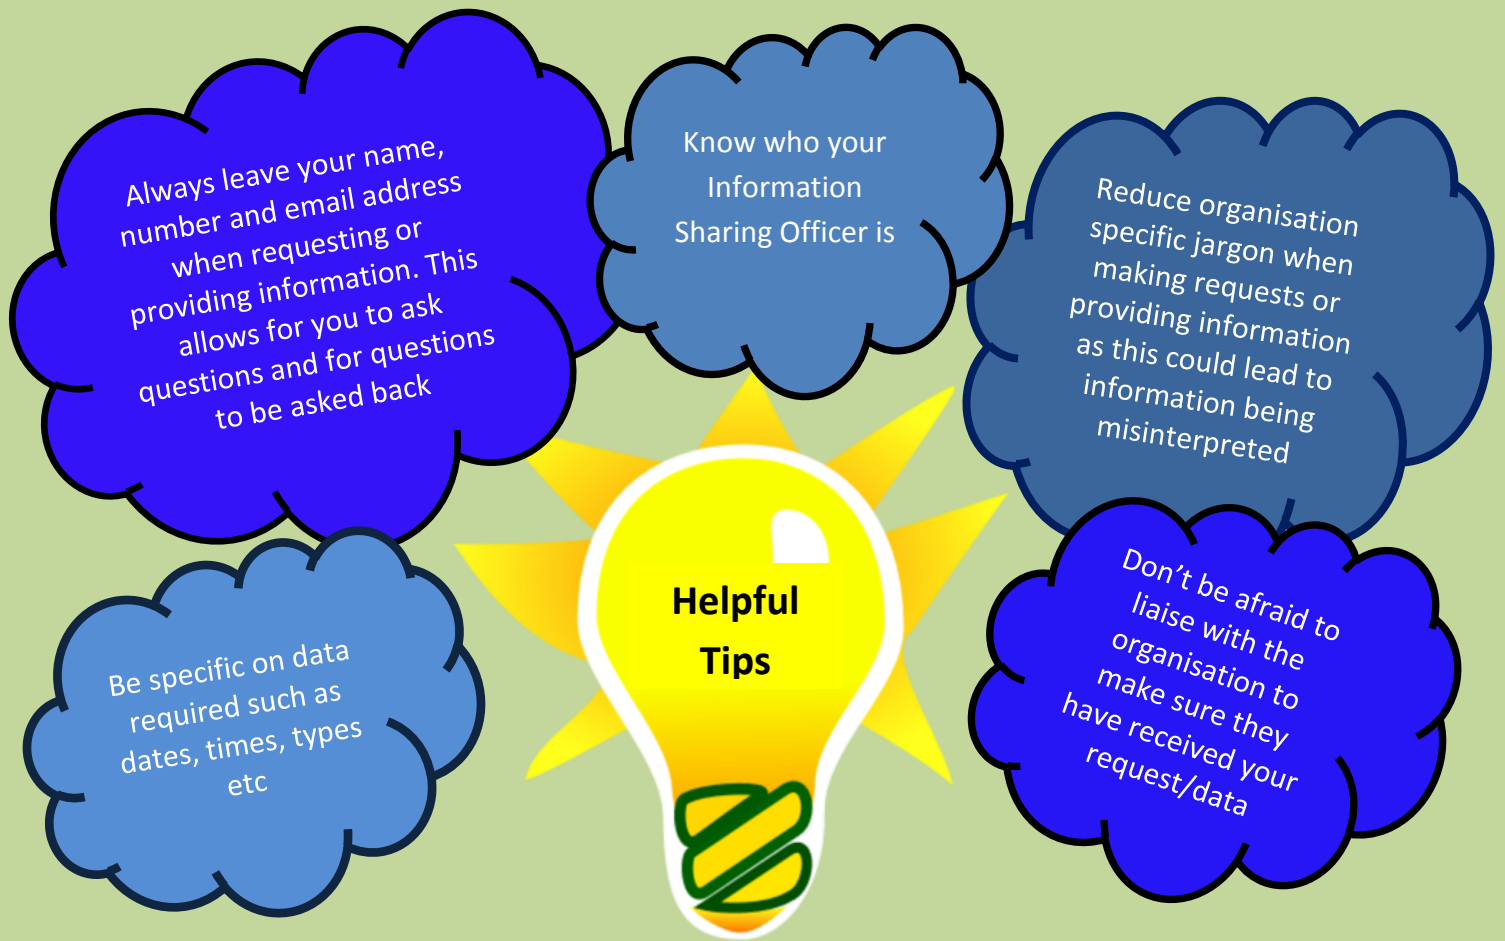 Always leave your name,
number and email address
when requesting or
providing information. This
allows for you to ask
questions and for questions
to be asked back
Know who your
Information
Sharing Officer is
Reduce organisation
specific jargon when
making requests or
providing information
as this could lead to
information being
misinterpreted
Helpful
Tips
Be specific on data
required such as
dates, times, types
etc
Don’t be afraid to
liaise with the
organisation to
make sure they
have received your
request/data